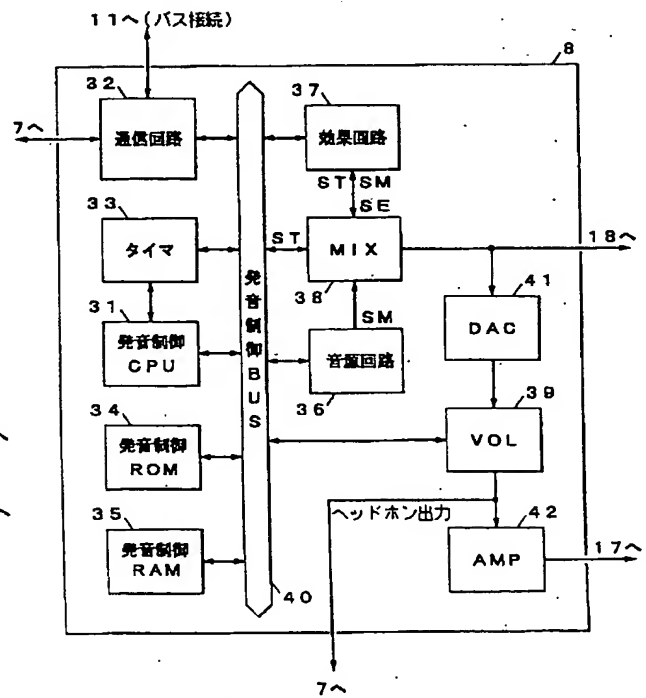 11へ(バス接続)
8
32
通信回路
7へ
37
効果回路
ST SM
SE
33
タイマ
ST
MIX
38
18へ
31
発音制御
CPU
発音制御BUS
SM
音源回路
36
41
DAC
34
発音制御
ROM
39
VOL
35
発音制御
RAM
40
ヘッドホン出力
42
AMP
17へ
7へ